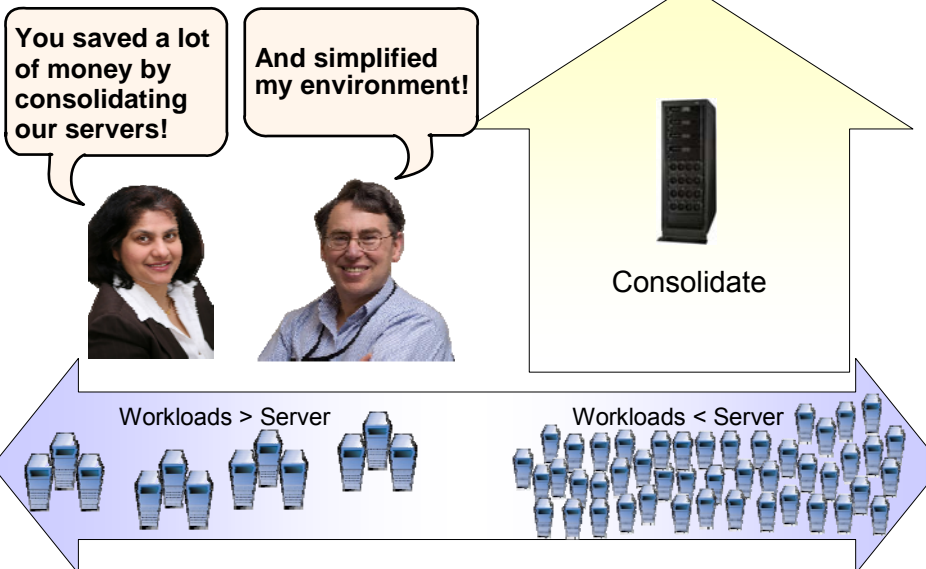 You saved a lot
of money by
consolidating
our servers!
And simplified
my environment!
Consolidate
Workloads > Server
Workloads < Server